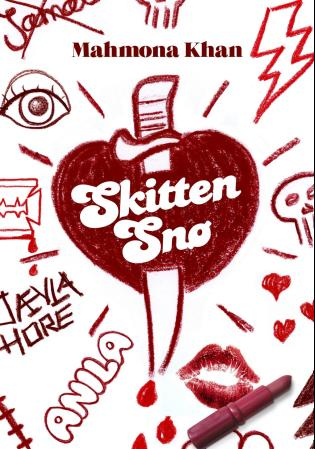 Mahmona Khan
Skitten
Snø
JÆVLA
HORE
ANILA